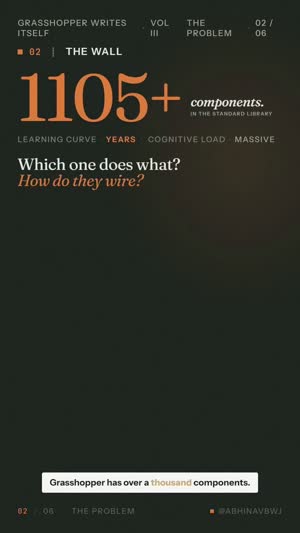 GRASSHOPPER WRITES ITSELF · VOL III THE PROBLEM · 02 / 06
02 | THE WALL
1105+ components.
IN THE STANDARD LIBRARY
LEARNING CURVE · YEARS · COGNITIVE LOAD · MASSIVE
Which one does what?
How do they wire?
Grasshopper has over a thousand components.
02 / 06 THE PROBLEM @ABHINAVBWJ